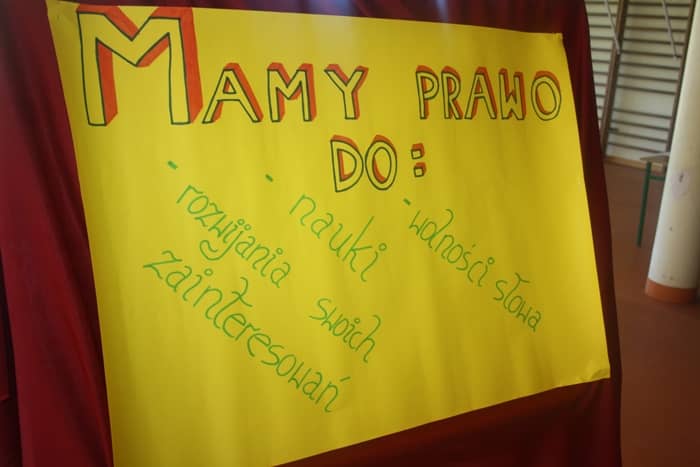 MAMY PRAWO
DO:
- rozwijania swoich
zainteresowań
- nauki
- wolności słowa